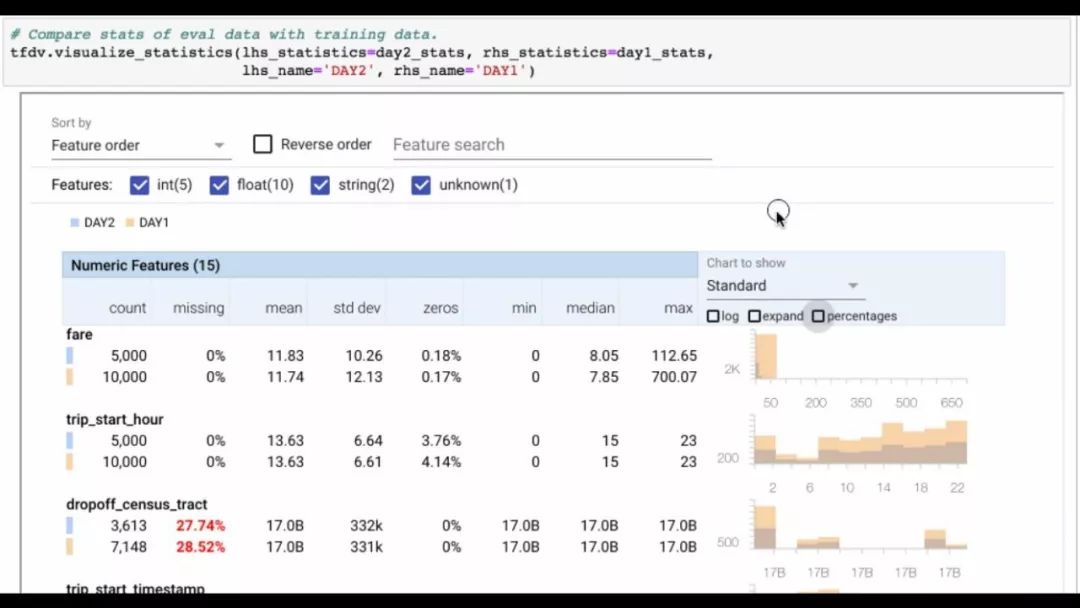 # Compare stats of eval data with training data.
tfdv.visualize_statistics(lhs_statistics=day2_stats, rhs_statistics=day1_stats,
lhs_name='DAY2', rhs_name='DAY1')
Sort by
Feature order Reverse order Feature search
Features: int(5) float(10) string(2) unknown(1)
DAY2 DAY1
Numeric Features (15)
Chart to show
Standard
count missing mean std dev zeros min median max
log expand percentages
fare
5,000 0% 11.83 10.26 0.18% 0 8.05 112.65
10,000 0% 11.74 12.13 0.17% 0 7.85 700.07
2K
50 200 350 500 650
trip_start_hour
5,000 0% 13.63 6.64 3.76% 0 15 23
10,000 0% 13.63 6.61 4.14% 0 15 23
200
2 6 10 14 18 22
dropoff_census_tract
3,613 27.74% 17.0B 332k 0% 17.0B 17.0B 17.0B
7,148 28.52% 17.0B 331k 0% 17.0B 17.0B 17.0B
500
17B 17B 17B 17B 17B
trip_start_timestamp